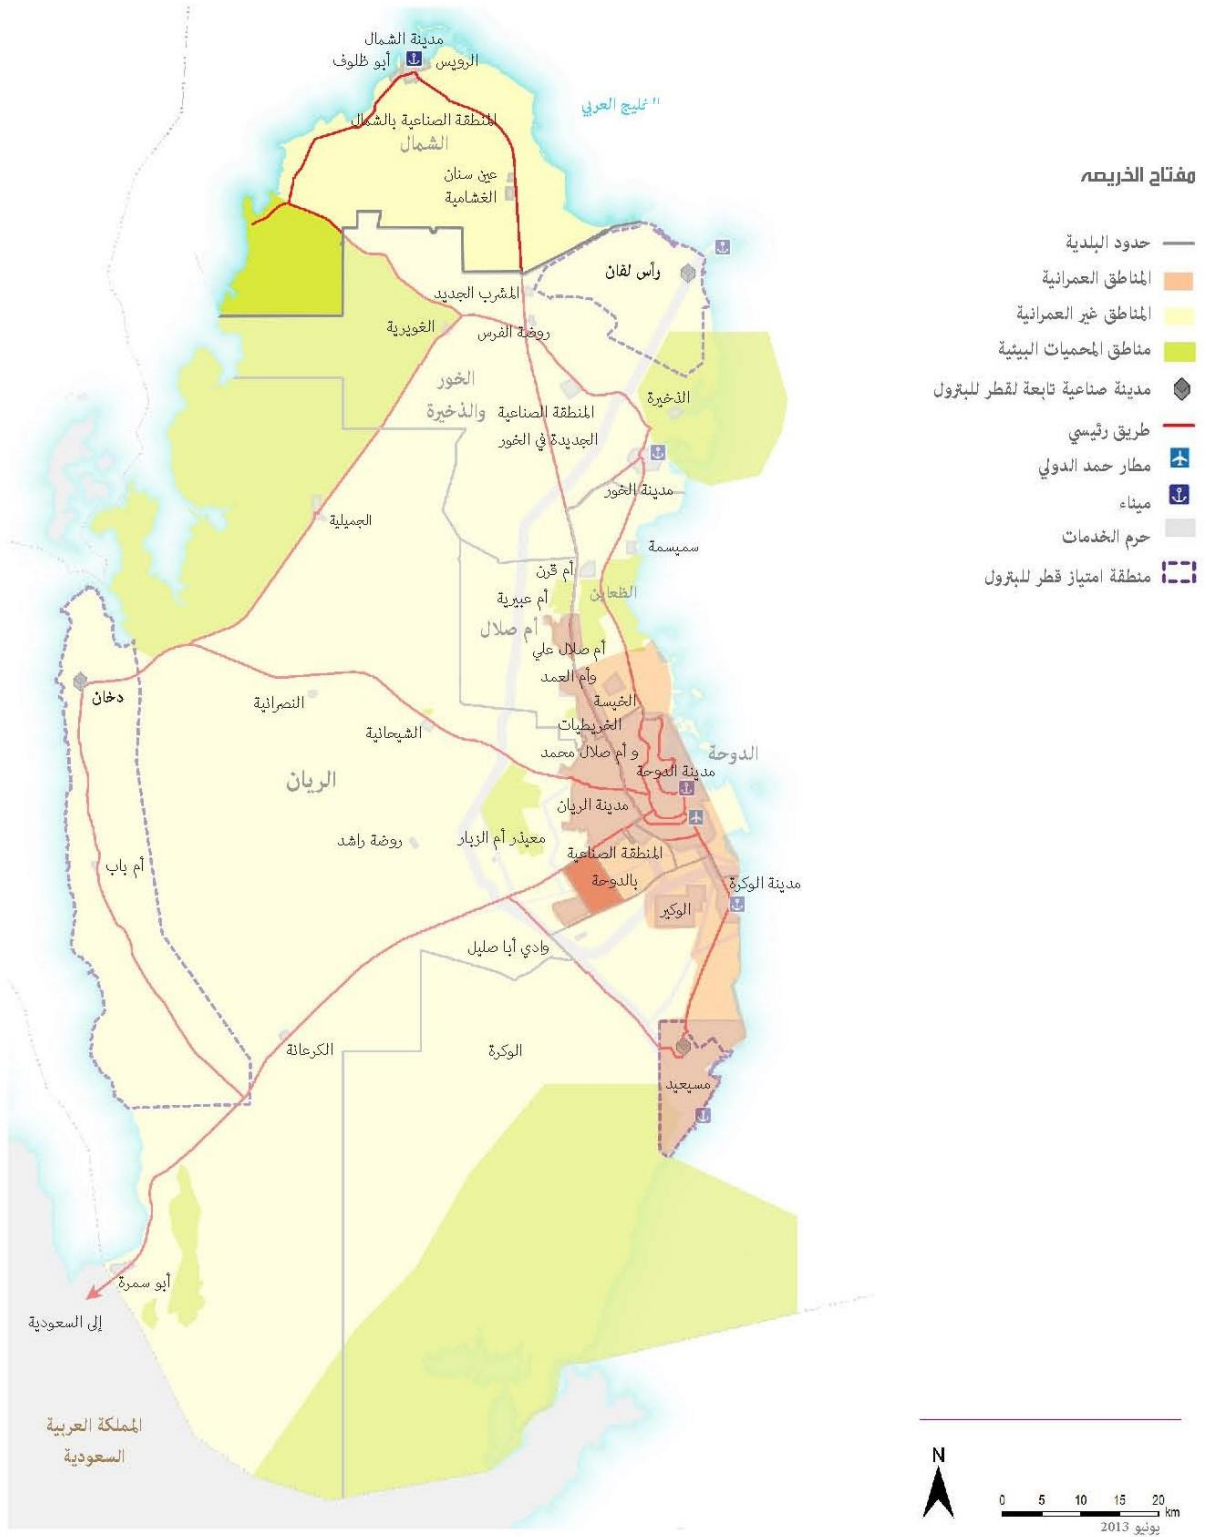 مدينة الشمال
أبو ظلوف
الرويس
الخليج العربي
المنطقة الصناعية بالشمال
الشمال
عين سنان
الغشامية
رأس لفان
المشرب الجديد
الغويرية
روضة الفرس
الخور
والذخيرة
المنطقة الصناعية
الجديدة في الخور
الذخيرة
مدينة الخور
الجميلية
سميسمة
أم قرن
أم عبيرية
الظعاين
أم صلال
أم صلال علي
وأم العمد
الخيسة
الخريطيات
و أم صلال محمد
دخان
النصرانية
الشيحانية
الدوحة
مدينة الدوحة
الريان
مدينة الريان
روضة راشد
معيذر أم الزبار
المنطقة الصناعية
بالدوحة
أم باب
مدينة الوكرة
الوكير
وادي أبا صليل
الكرعانة
الوكرة
مسيعيد
أبو سمرة
إلى السعودية
المملكة العربية
السعودية
مفتاح الخريصه
حدود البلدية
المناطق العمرانية
المناطق غير العمرانية
مناطق المحميات البيئية
مدينة صناعية تابعة لقطر للبترول
طريق رئيسي
مطار حمد الدولي
ميناء
حرم الخدمات
منطقة امتياز قطر للبترول
N
0 5 10 15 20
km
يونيو 2013